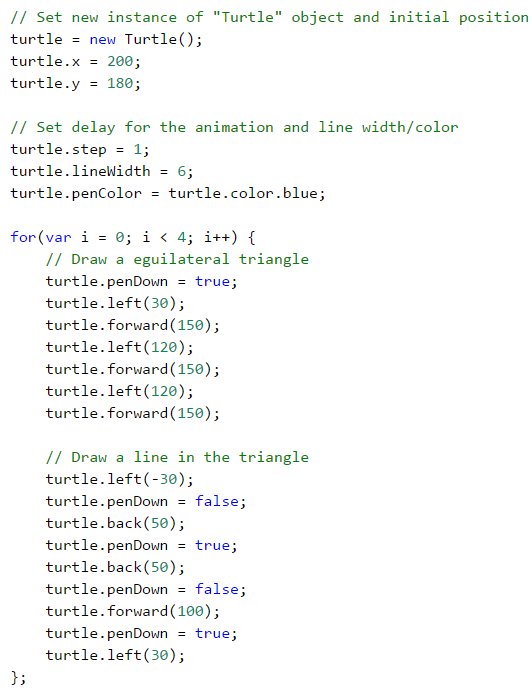 // Set new instance of "Turtle" object and initial position
turtle = new Turtle();
turtle.x = 200;
turtle.y = 180;

// Set delay for the animation and line width/color
turtle.step = 1;
turtle.lineWidth = 6;
turtle.penColor = turtle.color.blue;

for(var i = 0; i < 4; i++) {
    // Draw a eguilateral triangle
    turtle.penDown = true;
    turtle.left(30);
    turtle.forward(150);
    turtle.left(120);
    turtle.forward(150);
    turtle.left(120);
    turtle.forward(150);

    // Draw a line in the triangle
    turtle.left(-30);
    turtle.penDown = false;
    turtle.back(50);
    turtle.penDown = true;
    turtle.back(50);
    turtle.penDown = false;
    turtle.forward(100);
    turtle.penDown = true;
    turtle.left(30);
};